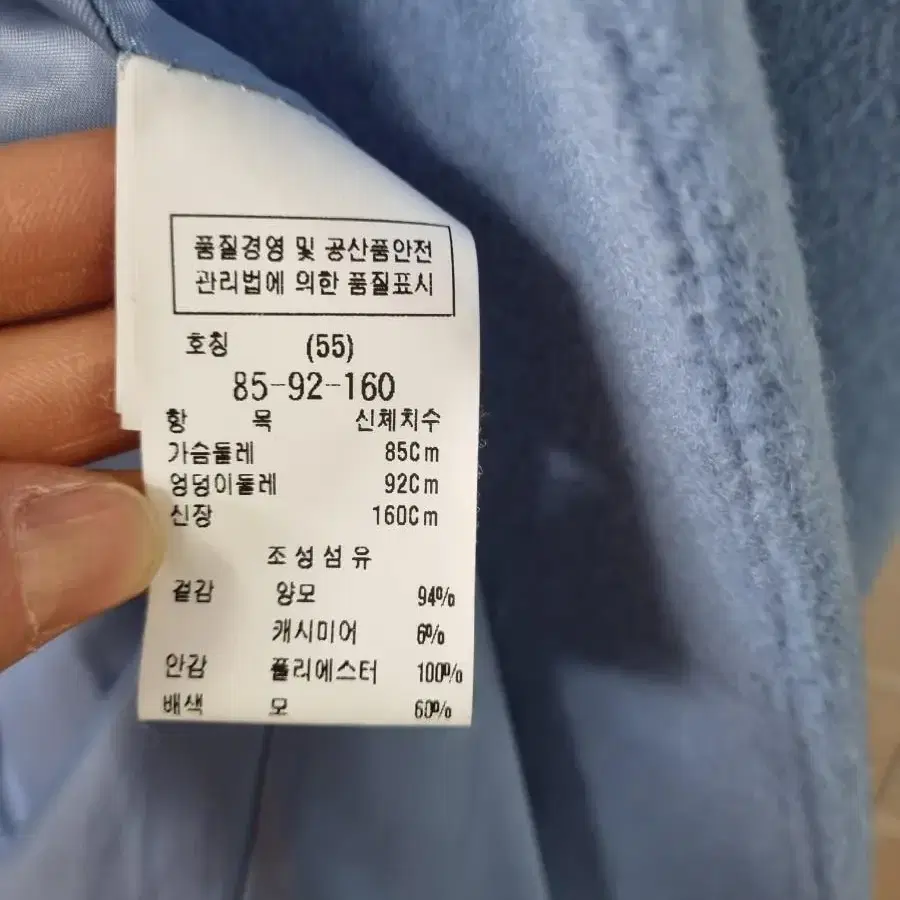 품질경영 및 공산품안전
관리법에 의한 품질표시
호칭 (55)
85-92-160
항 목 신체치수
가슴둘레 85Cm
엉덩이둘레 92Cm
신장 160Cm
조성섬유
겉감 양모 94%
캐시미어 6%
안감 폴리에스터 100%
배색 모 60%